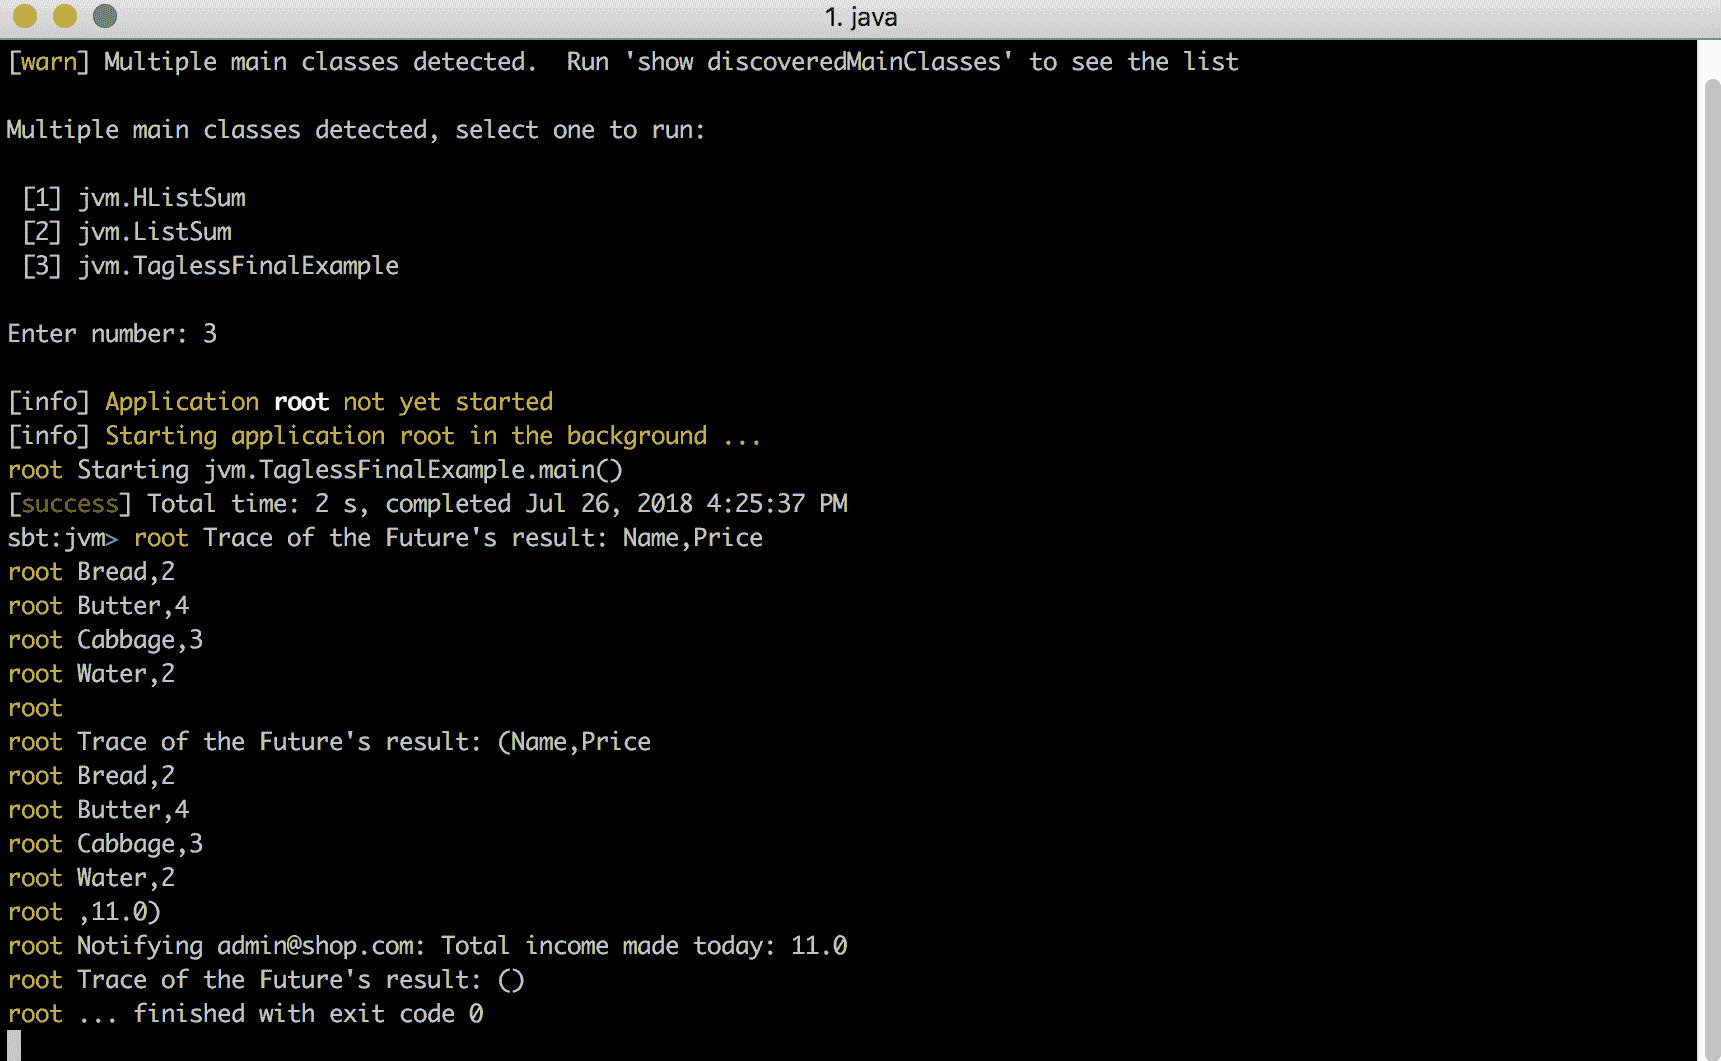 1. java
[warn] Multiple main classes detected.  Run 'show discoveredMainClasses' to see the list
Multiple main classes detected, select one to run:
[1] jvm.HListSum
[2] jvm.ListSum
[3] jvm.TaglessFinalExample
Enter number: 3
[info] Application root not yet started
[info] Starting application root in the background ...
root Starting jvm.TaglessFinalExample.main()
[success] Total time: 2 s, completed Jul 26, 2018 4:25:37 PM
sbt:jvm> root Trace of the Future's result: Name,Price
root Bread,2
root Butter,4
root Cabbage,3
root Water,2
root
root Trace of the Future's result: (Name,Price
root Bread,2
root Butter,4
root Cabbage,3
root Water,2
root ,11.0)
root Notifying admin@shop.com: Total income made today: 11.0
root Trace of the Future's result: ()
root ... finished with exit code 0